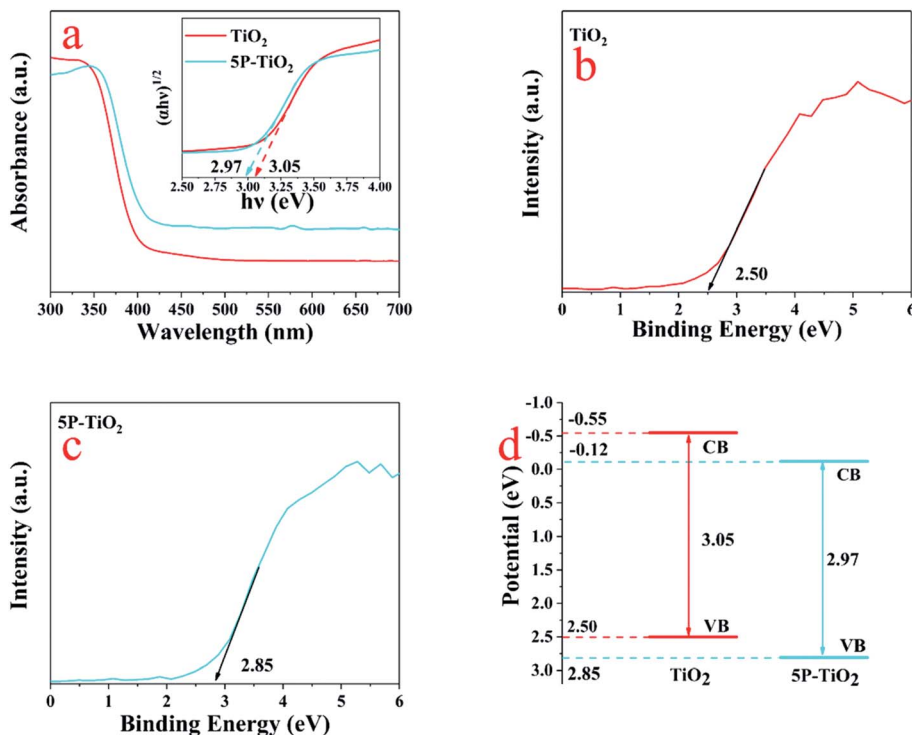 a
TiO2
5P-TiO2
(αhν)1/2
2.97
3.05
2.50 2.75 3.00 3.25 3.50 3.75 4.00
hν (eV)
Absorbance (a.u.)
300 350 400 450 500 550 600 650 700
Wavelength (nm)
TiO2
b
Intensity (a.u.)
2.50
0 1 2 3 4 5 6
Binding Energy (eV)
5P-TiO2
c
Intensity (a.u.)
2.85
0 1 2 3 4 5 6
Binding Energy (eV)
d
Potential (eV)
-1.0
-0.5
0.0
0.5
1.0
1.5
2.0
2.5
3.0
-0.55
-0.12
CB
CB
3.05
2.97
2.50
VB
VB
2.85
TiO2
5P-TiO2